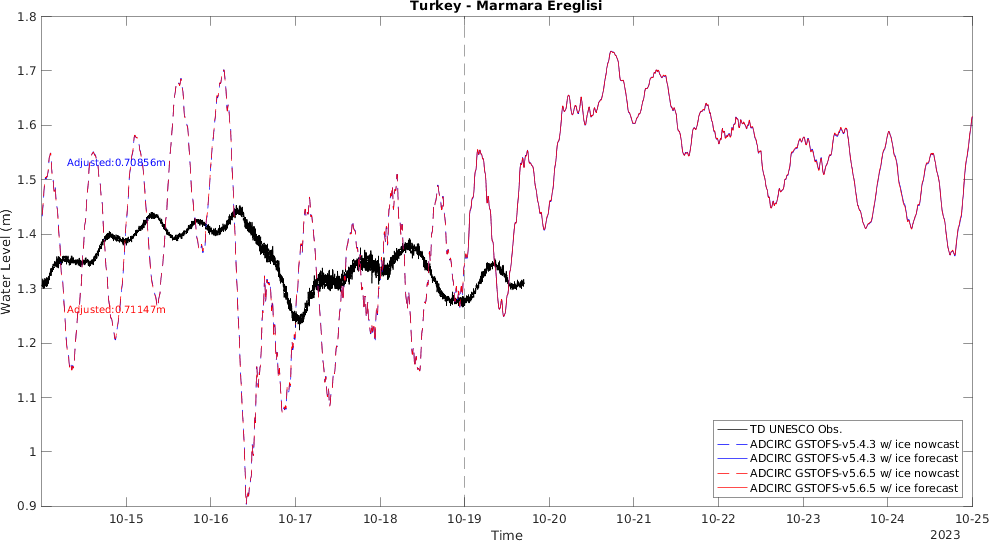 Turkey - Marmara Ereglisi
1.8
1.7
1.6
1.5
1.4
1.3
1.2
1.1
1
0.9
Water Level (m)
Adjusted:0.70856m
Adjusted:0.71147m
TD UNESCO Obs.
ADCIRC GSTOFS-v5.4.3 w/ ice nowcast
ADCIRC GSTOFS-v5.4.3 w/ ice forecast
ADCIRC GSTOFS-v5.6.5 w/ ice nowcast
ADCIRC GSTOFS-v5.6.5 w/ ice forecast
10-15 10-16 10-17 10-18 10-19 10-20 10-21 10-22 10-23 10-24 10-25
Time
2023